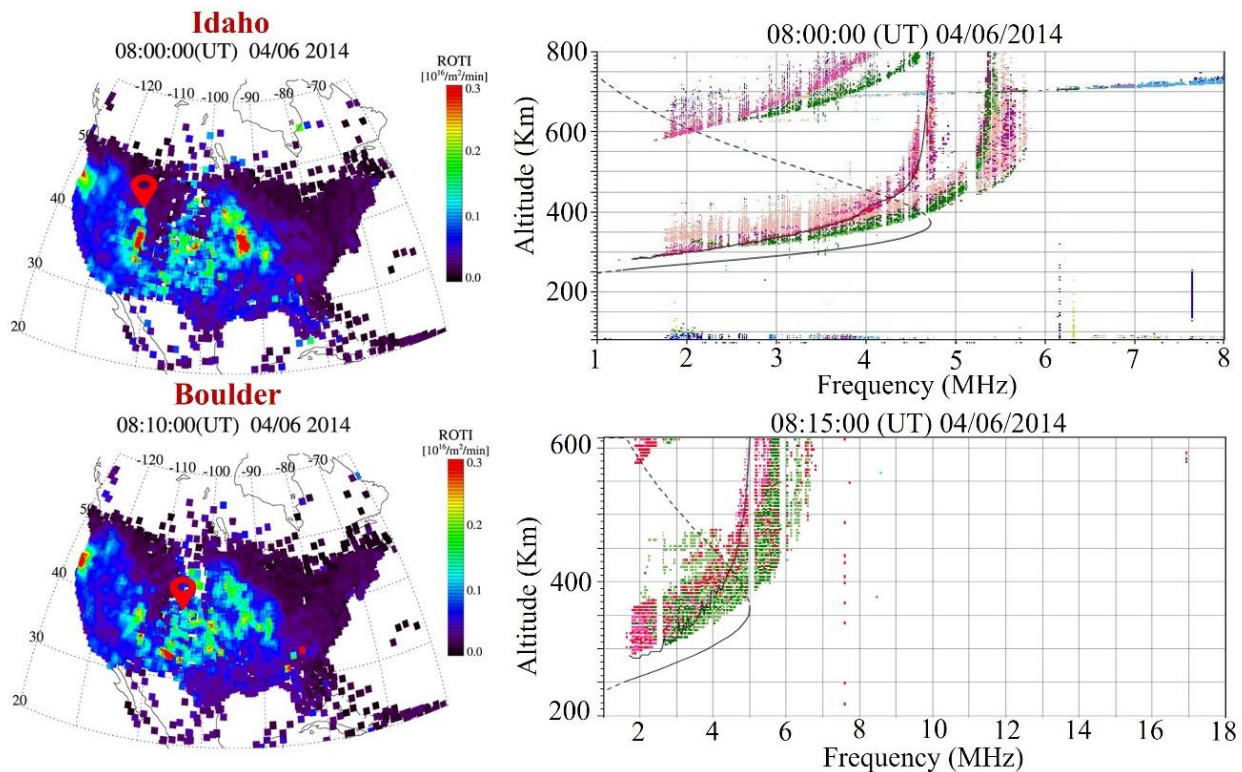 Idaho
08:00:00(UT) 04/06 2014
ROTI
[10¹⁶/m²/min]
0.3
0.2
0.1
0.0
-120
-110
-100
-90
-80
-70
50
40
30
20
08:00:00 (UT) 04/06/2014
Altitude (Km)
800
600
400
200
1 2 3 4 5 6 7 8
Frequency (MHz)
Boulder
08:10:00(UT) 04/06 2014
ROTI
[10¹⁶/m²/min]
0.3
0.2
0.1
0.0
-120
-110
-100
-90
-80
-70
50
40
30
20
08:15:00 (UT) 04/06/2014
Altitude (Km)
600
400
200
2 4 6 8 10 12 14 16 18
Frequency (MHz)